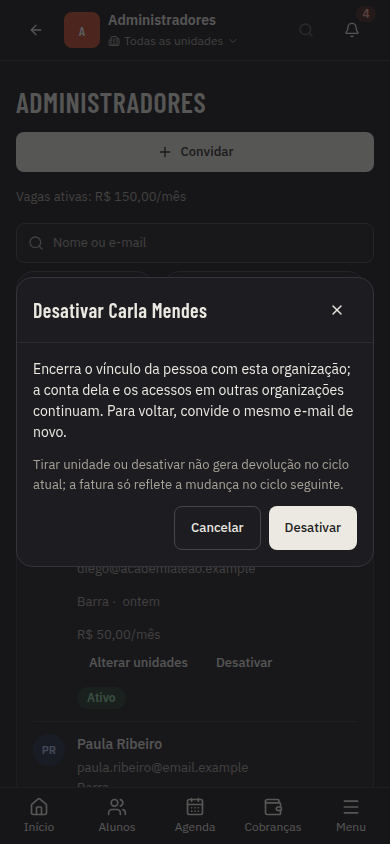 A
Administradores
Todas as unidades
4
ADMINISTRADORES
Convidar
Vagas ativas: R$ 150,00/mês
Nome ou e-mail
Desativar Carla Mendes
Encerra o vínculo da pessoa com esta organização;
a conta dela e os acessos em outras organizações
continuam. Para voltar, convide o mesmo e-mail de
novo.
Tirar unidade ou desativar não gera devolução no ciclo
atual; a fatura só reflete a mudança no ciclo seguinte.
Cancelar
Desativar
diego@academialeao.example
Barra · ontem
R$ 50,00/mês
Alterar unidades
Desativar
Ativo
PR
Paula Ribeiro
paula.ribeiro@email.example
Barra
Início
Alunos
Agenda
Cobranças
Menu